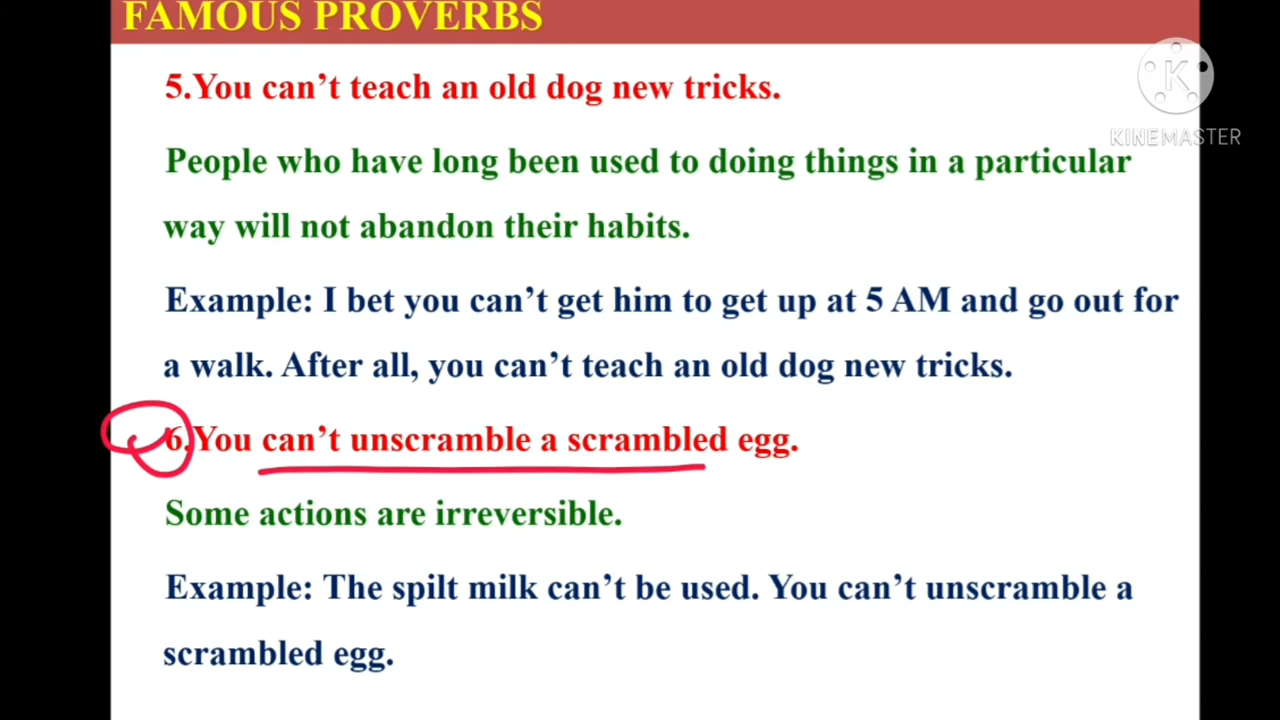 FAMOUS PROVERBS
5.You can’t teach an old dog new tricks.
K
KINEMASTER
People who have long been used to doing things in a particular
way will not abandon their habits.
Example: I bet you can’t get him to get up at 5 AM and go out for
a walk. After all, you can’t teach an old dog new tricks.
6.You can’t unscramble a scrambled egg.
Some actions are irreversible.
Example: The spilt milk can’t be used. You can’t unscramble a
scrambled egg.